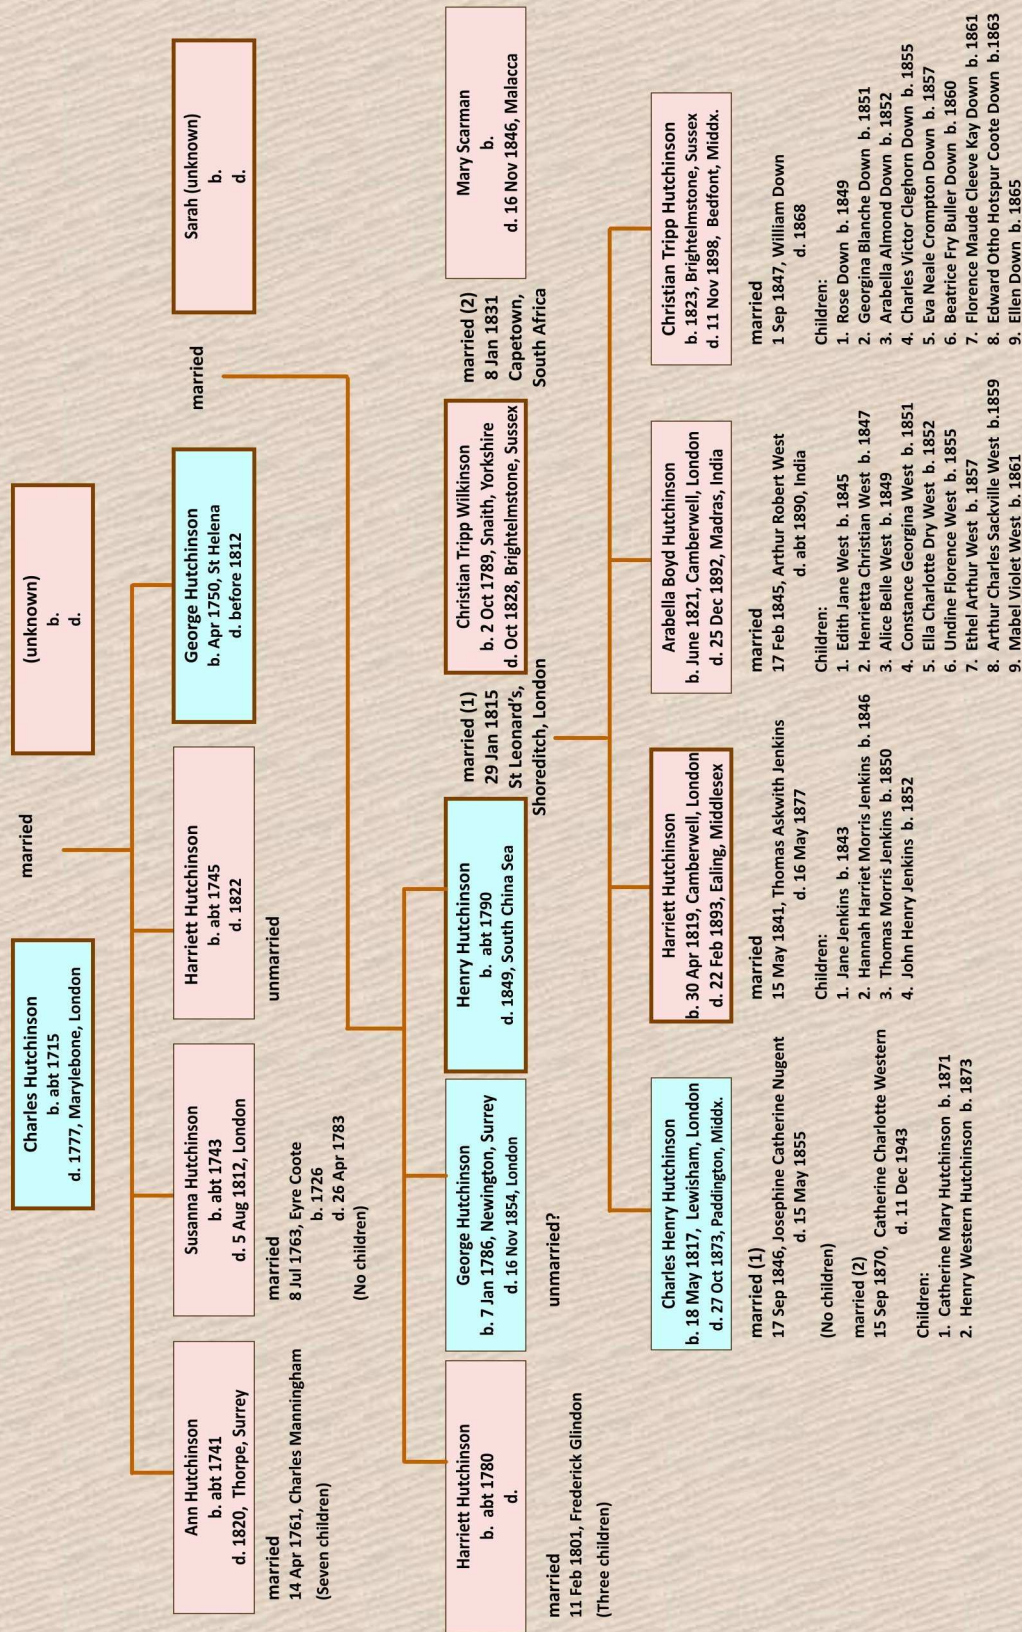 Charles Hutchinson
b. abt 1715
d. 1777, Marylebone, London
married
(unknown)
b.
d.
Ann Hutchinson
b. abt 1741
d. 1820, Thorpe, Surrey
married
14 Apr 1761, Charles Manningham
(Seven children)
Susanna Hutchinson
b. abt 1743
d. 5 Aug 1812, London
married
8 Jul 1763, Eyre Coote
b. 1726
d. 26 Apr 1783
(No children)
Harriett Hutchinson
b. abt 1745
d. 1822
unmarried
George Hutchinson
b. Apr 1750, St Helena
d. before 1812
married
Sarah (unknown)
b.
d.
Harriett Hutchinson
b. abt 1780
d.
married
11 Feb 1801, Frederick Glindon
(Three children)
George Hutchinson
b. 7 Jan 1786, Newington, Surrey
d. 16 Nov 1854, London
unmarried?
Henry Hutchinson
b. abt 1790
d. 1849, South China Sea
married (1)
29 Jan 1815
St Leonard's,
Shoreditch, London
Christian Tripp Wilkinson
b. 2 Oct 1789, Snaith, Yorkshire
d. Oct 1828, Brightelmstone, Sussex
married (2)
8 Jan 1831
Capetown,
South Africa
Mary Scarman
b.
d. 16 Nov 1846, Malacca
Charles Henry Hutchinson
b. 18 May 1817, Lewisham, London
d. 27 Oct 1873, Paddington, Middx.
married (1)
17 Sep 1846, Josephine Catherine Nugent
d. 15 May 1855
(No children)
married (2)
15 Sep 1870, Catherine Charlotte Western
d. 11 Dec 1943
Children:
1. Catherine Mary Hutchinson b. 1871
2. Henry Western Hutchinson b. 1873
Harriett Hutchinson
b. 30 Apr 1819, Camberwell, London
d. 22 Feb 1893, Ealing, Middlesex
married
15 May 1841, Thomas Askwith Jenkins
d. 16 May 1877
Children:
1. Jane Jenkins b. 1843
2. Hannah Harriet Morris Jenkins b. 1846
3. Thomas Morris Jenkins b. 1850
4. John Henry Jenkins b. 1852
Arabella Boyd Hutchinson
b. June 1821, Camberwell, London
d. 25 Dec 1892, Madras, India
married
17 Feb 1845, Arthur Robert West
d. abt 1890, India
Children:
1. Edith Jane West b. 1845
2. Henrietta Christian West b. 1847
3. Alice Belle West b. 1849
4. Constance Georgina West b. 1851
5. Ella Charlotte Dry West b. 1852
6. Undine Florence West b. 1855
7. Ethel Arthur West b. 1857
8. Arthur Charles Sackville West b.1859
9. Mabel Violet West b. 1861
Christian Tripp Hutchinson
b. 1823, Brightelmstone, Sussex
d. 11 Nov 1898, Bedfont, Middx.
married
1 Sep 1847, William Down
d. 1868
Children:
1. Rose Down b. 1849
2. Georgina Blanche Down b. 1851
3. Arabella Almond Down b. 1852
4. Charles Victor Cleghorn Down b. 1855
5. Eva Neale Crompton Down b. 1857
6. Beatrice Fry Buller Down b. 1860
7. Florence Maude Cleeve Kay Down b. 1861
8. Edward Otho Hotspur Coote Down b.1863
9. Ellen Down b. 1865